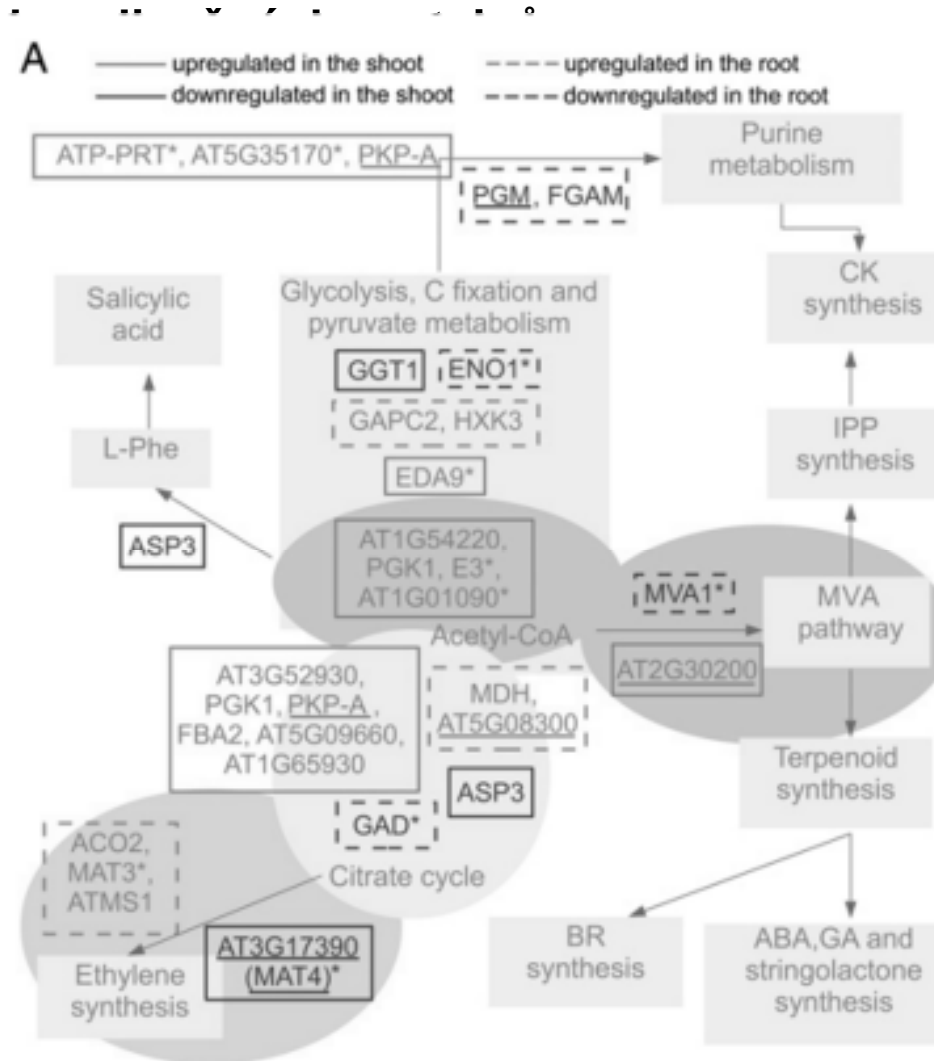 A
upregulated in the shoot
upregulated in the root
downregulated in the shoot
downregulated in the root
ATP-PRT*, AT5G35170*, PKP-A
Purine
metabolism
PGM, FGAM
Salicylic
acid
Glycolysis, C fixation and
pyruvate metabolism
CK
synthesis
GGT1
ENO1*
GAPC2, HXK3
L-Phe
IPP
synthesis
EDA9*
ASP3
AT1G54220,
PGK1, E3*,
AT1G01090*
MVA1*
MVA
pathway
Acetyl-CoA
AT2G30200
AT3G52930,
PGK1, PKP-A,
FBA2, AT5G09660,
AT1G65930
MDH,
AT5G08300
Terpenoid
synthesis
ASP3
GAD*
ACO2,
MAT3*,
ATMS1
Citrate cycle
AT3G17390
(MAT4)*
Ethylene
synthesis
BR
synthesis
ABA,GA and
stringolactone
synthesis